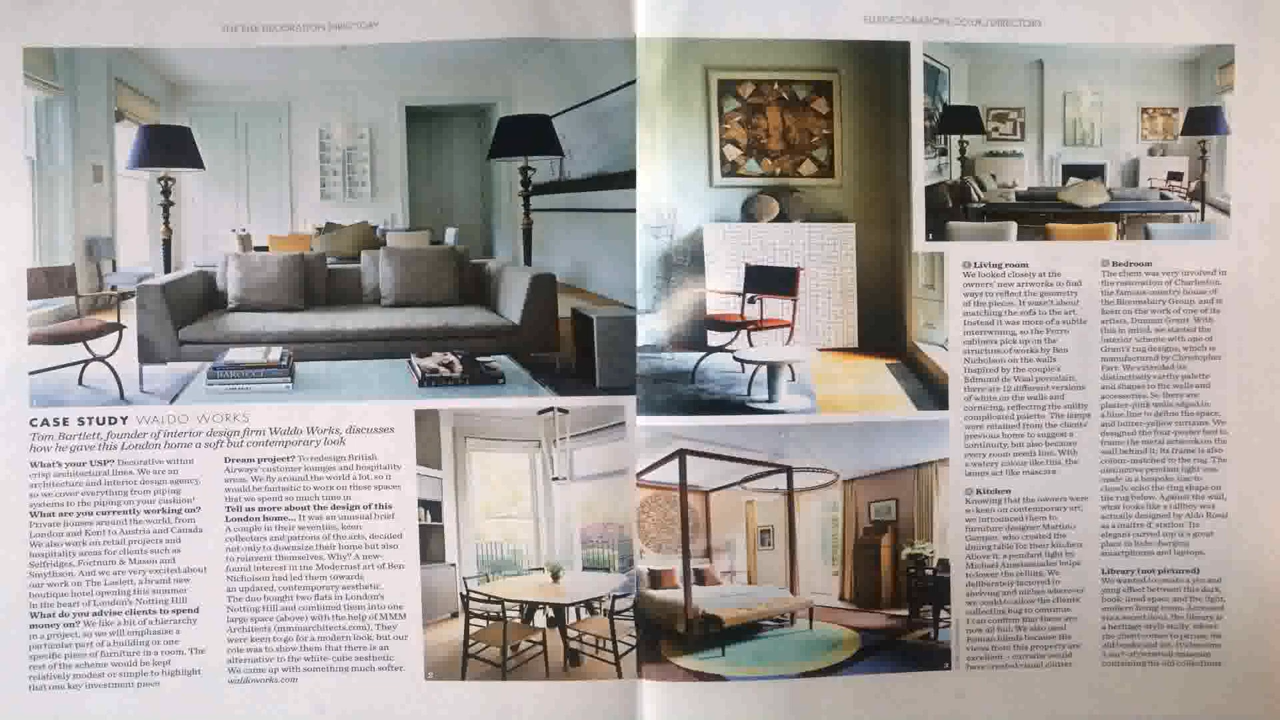 THE ELLE DECORATION DIRECTORY
ELLEDECORATION.CO.UK/DIRECTORY
BAROCCI
CASE STUDY WALDO WORKS
Tom Bartlett, founder of interior design firm Waldo Works, discusses
how he gave this London home a soft but contemporary look
What's your USP? Decorative within
crisp architectural lines. We are an
architecture and interior design agency,
so we cover everything from piping
systems to the piping on your cushion!
What are you currently working on?
Private houses around the world, from
London and Kent to Austria and Canada
We also work on retail projects and
hospitality areas for clients such as
Selfridges, Fortnum & Mason and
Smythson. And we are very excited about
our work on The Laslett, a brand new
boutique hotel opening this summer
in the heart of London's Notting Hill
What do you advise clients to spend
money on? We like a bit of a hierarchy
in a project, so we will emphasise a
particular part of a building or one
specific piece of furniture in a room. The
rest of the scheme would be kept
relatively modest or simple to highlight
that one key investment piece
Dream project? To redesign British
Airways' customer lounges and hospitality
areas. We fly around the world a lot, so it
would be fantastic to work on those spaces
that we spend so much time in
Tell us more about the design of this
London home... It was an unusual brief
A couple in their seventies, keen
collectors and patrons of the arts, decided
not only to downsize their home but also
to reinvent themselves. Why? A new-
found interest in the Modernist art of Ben
Nicholson had led them towards
an updated, contemporary aesthetic.
The duo bought two flats in London's
Notting Hill and combined them into one
large space (above) with the help of MMM
Architects (mmmarchitects.com). They
were keen to go for a modern look, but our
role was to show them that there is an
alternative to the white-cube aesthetic
We came up with something much softer.
waldoworks.com
2
3
1 Living room
We looked closely at the
owners' new artworks to find
ways to reflect the geometry
of the pieces. It wasn't about
matching the sofa to the art.
Instead it was more of a subtle
intertwining, so the Forro
cabinets pick up on the
structure of works by Ben
Nicholson on the walls
Inspired by the couple's
Edmund de Waal porcelain,
there are 12 different versions
of white on the walls and
cornicing, reflecting the subtly
complicated palette. The lamps
were retained from the clients'
previous home to suggest a
continuity, but also because
every room needs line. With
a watery colour like this, the
lamps act like mascara
2 Kitchen
Knowing that the owners were
so keen on contemporary art,
we introduced them to
furniture designer Martino
Gamper, who created the
dining table for their kitchen
Above it, a pendant light by
Michael Anastassiades helps
to lower the ceiling. We
deliberately factored in
shelving and niches where
we could to allow the clients'
collecting bug to continue.
I can confirm that these are
now all full. We also used
Roman blinds because the
views from this property are
excellent – curtains would
have created visual clutter
3 Bedroom
The client was very involved in
the restoration of Charleston,
the famous country house of
the Bloomsbury Group, and is
keen on the work of one of its
artists, Duncan Grant. With
this in mind, we started the
interior scheme with one of
Grant's rug designs, which is
manufactured by Christopher
Farr. We extended its
distinctively earthy palette
and shapes to the walls and
accessories. So there are
plaster-pink walls edged in
a blue line to define the space,
and butter-yellow curtains. We
designed the four-poster bed to
frame the metal artwork on the
wall behind it; its frame is also
colour-matched to the rug. The
distinctive pendant light was
made in a bespoke size to
closely echo the ring shape on
the rug below. Against the wall,
what looks like a tallboy was
actually designed by Aldo Rossi
as a maître d' station. Its
elegant curved top is a great
place to hide charging
smartphones and laptops.
Library (not pictured)
We wanted to create a yin and
yang effect between this dark,
book-lined space and the light,
modern living room. Accessed
via a secret door, the library is
a heritage-style study, where
the client comes to peruse his
old books and art. It's become
a sort of overall museum
containing the old collections